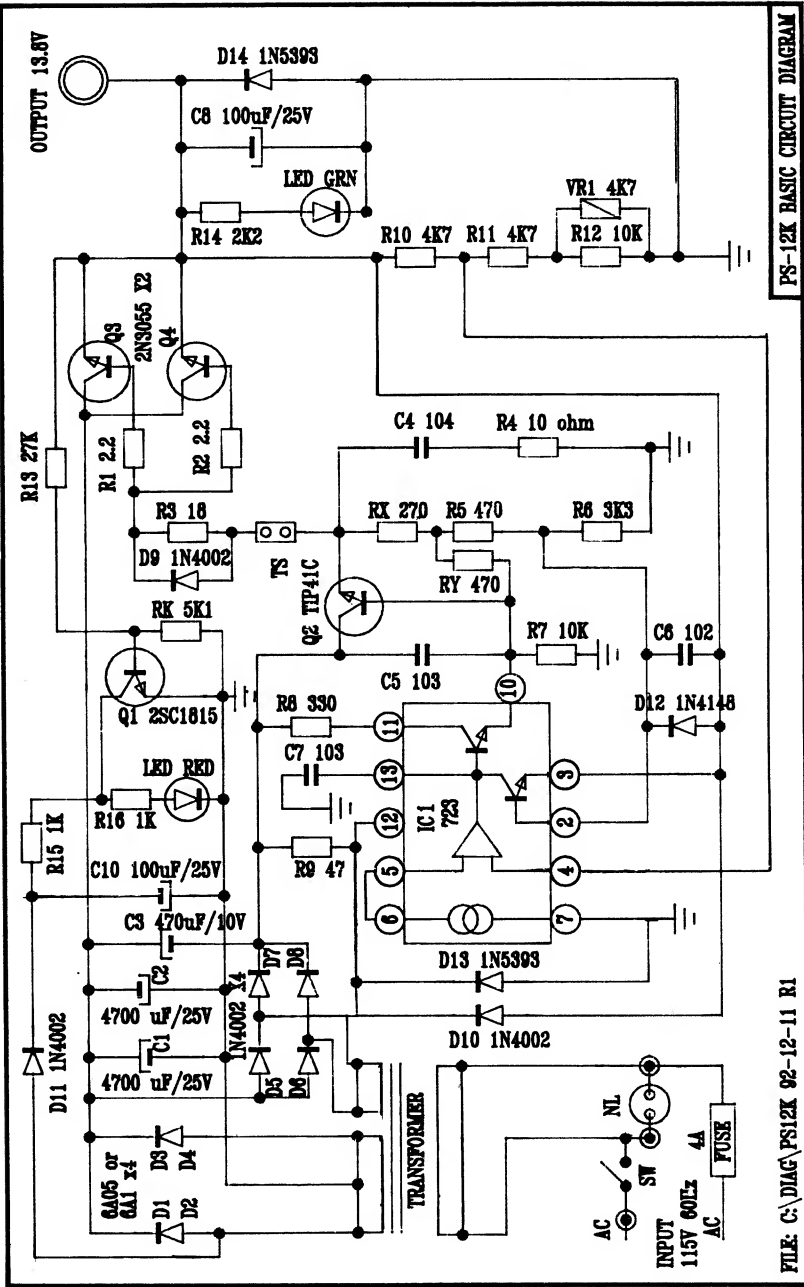 OUTPUT 13.8V
D14 1N5393
C8 100uF/25V
LED GRN
R14 2K2
VR1 4K7
R10 4K7
R11 4K7
R12 10K
Q3
2N3055 X2
Q4
R13 27K
R1 2.2
R2 2.2
R3 18
D9 1N4002
TS
C4 104
R4 10 ohm
RX 270
R5 470
R6 3K3
RY 470
Q2 TIP41C
RK 5K1
Q1 2SC1815
C5 103
R7 10K
C6 102
D12 1N4148
R8 330
C7 103
LED RED
R16 1K
R15 1K
C10 100uF/25V
C3 470uF/10V
R9 47
11
13
12
5
6
10
3
2
4
7
IC1
723
C2
4700 uF/25V
C1
4700 uF/25V
D11 1N4002
1N4002 X4
D7
D8
D5
D6
D13 1N5393
D10 1N4002
6A05 or
6A1 x4
D3
D4
D1
D2
TRANSFORMER
NL
SW
4A
FUSE
AC
INPUT
115V 60Hz
AC
PS-12K BASIC CIRCUIT DIAGRAM
FILE: C:\DIAG\PS12K 92-12-11 R1